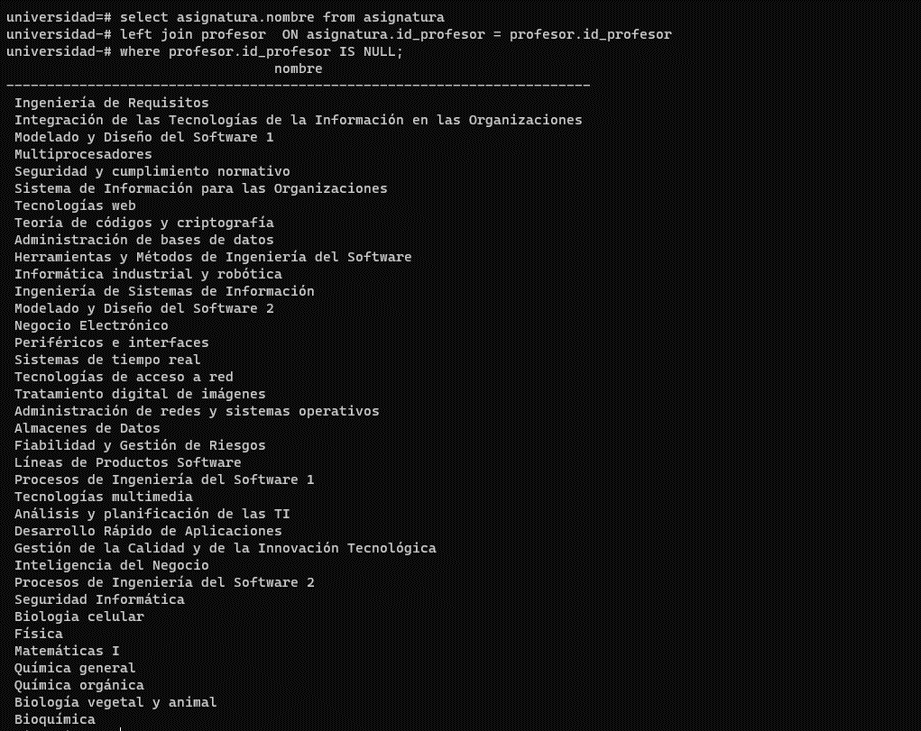 universidad=# select asignatura.nombre from asignatura
universidad-# left join profesor  ON asignatura.id_profesor = profesor.id_profesor
universidad-# where profesor.id_profesor IS NULL;
nombre
------------------------------------------------------------------------
Ingeniería de Requisitos
Integración de las Tecnologías de la Información en las Organizaciones
Modelado y Diseño del Software 1
Multiprocesadores
Seguridad y cumplimiento normativo
Sistema de Información para las Organizaciones
Tecnologías web
Teoría de códigos y criptografía
Administración de bases de datos
Herramientas y Métodos de Ingeniería del Software
Informática industrial y robótica
Ingeniería de Sistemas de Información
Modelado y Diseño del Software 2
Negocio Electrónico
Periféricos e interfaces
Sistemas de tiempo real
Tecnologías de acceso a red
Tratamiento digital de imágenes
Administración de redes y sistemas operativos
Almacenes de Datos
Fiabilidad y Gestión de Riesgos
Líneas de Productos Software
Procesos de Ingeniería del Software 1
Tecnologías multimedia
Análisis y planificación de las TI
Desarrollo Rápido de Aplicaciones
Gestión de la Calidad y de la Innovación Tecnológica
Inteligencia del Negocio
Procesos de Ingeniería del Software 2
Seguridad Informática
Biologia celular
Física
Matemáticas I
Química general
Química orgánica
Biología vegetal y animal
Bioquímica